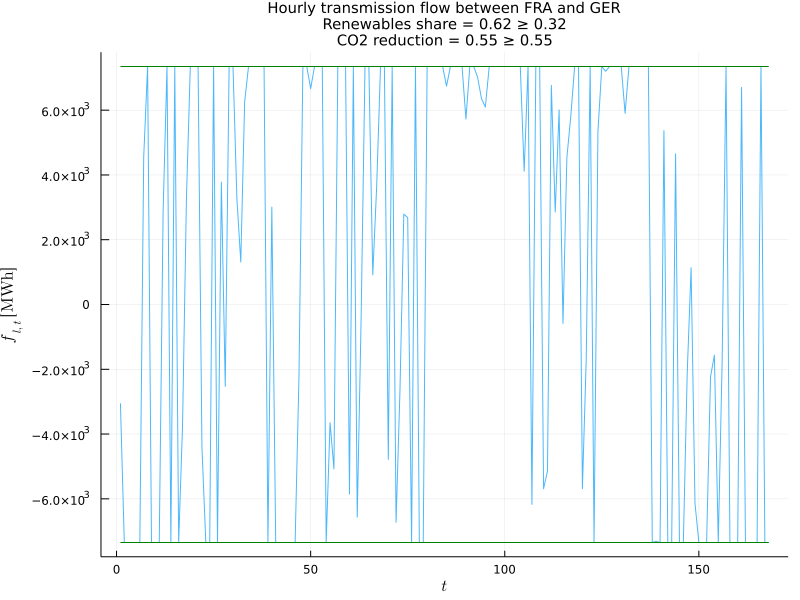 Hourly transmission flow between FRA and GER
Renewables share = 0.62 ≥ 0.32
CO2 reduction = 0.55 ≥ 0.55
6.0×10³
4.0×10³
2.0×10³
0
−2.0×10³
−4.0×10³
−6.0×10³
f_{l,t} [MWh]
0 50 100 150
t